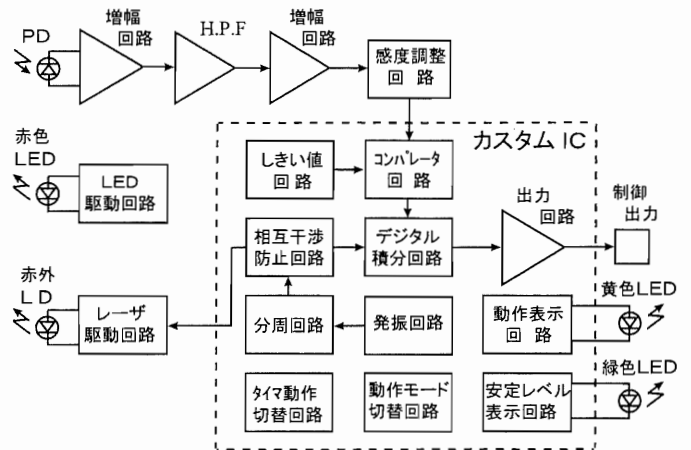 PD
増幅
回路
H.P.F
増幅
回路
感度調整
回 路
カスタム IC
赤色
LED
LED
駆動回路
しきい値
回 路
コンパレータ
回 路
出力
回路
制御
出力
相互干渉
防止回路
デジタル
積分回路
赤外
LD
レーザ
駆動回路
分周回路
発振回路
動作表示
回 路
黄色LED
タイマ動作
切替回路
動作モード
切替回路
安定レベル
表示回路
緑色LED